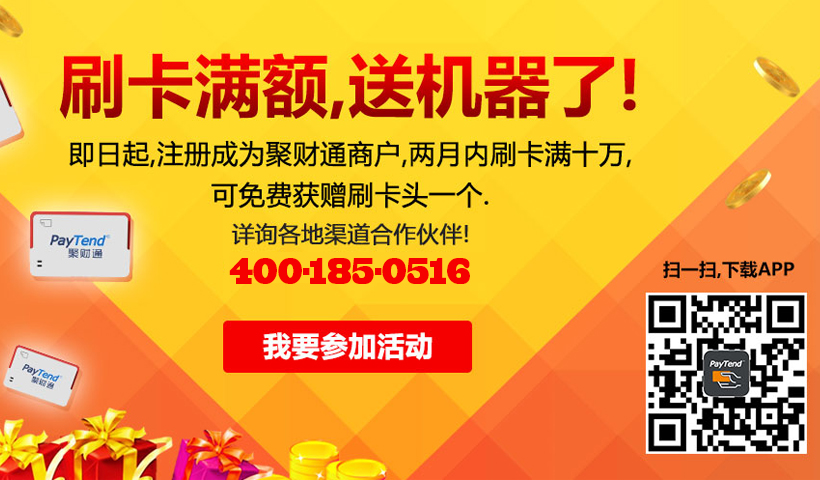 刷卡满额,送机器了!
即日起,注册成为聚财通商户,两月内刷卡满十万,
可免费获赠刷卡头一个.
详询各地渠道合作伙伴!
400-185-0516
我要参加活动
PayTend
聚财通
PayTend
聚财通
扫一扫,下载APP
PayTend